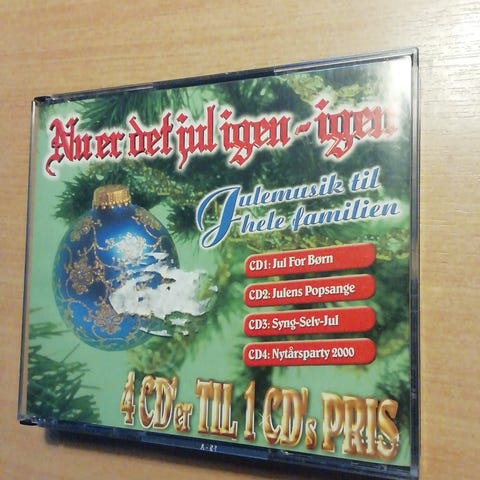 Nu er det jul igen - igen
Julemusik til
hele familien
CD1: Jul For Børn
CD2: Julens Popsange
CD3: Syng-Selv-Jul
CD4: Nytårsparty 2000
4 CD'er TIL 1 CD's PRIS